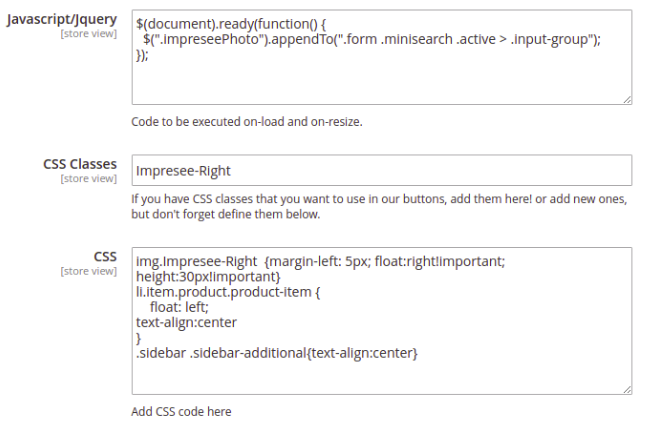 Javascript/Jquery
[store view]
$(document).ready(function() {
  $(".impreseePhoto").appendTo(".form .minisearch .active > .input-group");
});
Code to be executed on-load and on-resize.
CSS Classes
[store view]
Impresee-Right
If you have CSS classes that you want to use in our buttons, add them here! or add new ones,
but don't forget define them below.
CSS
[store view]
img.Impresee-Right  {margin-left: 5px; float:right!important;
height:30px!important}
li.item.product.product-item {
    float: left;
text-align:center
}
.sidebar .sidebar-additional{text-align:center}
Add CSS code here